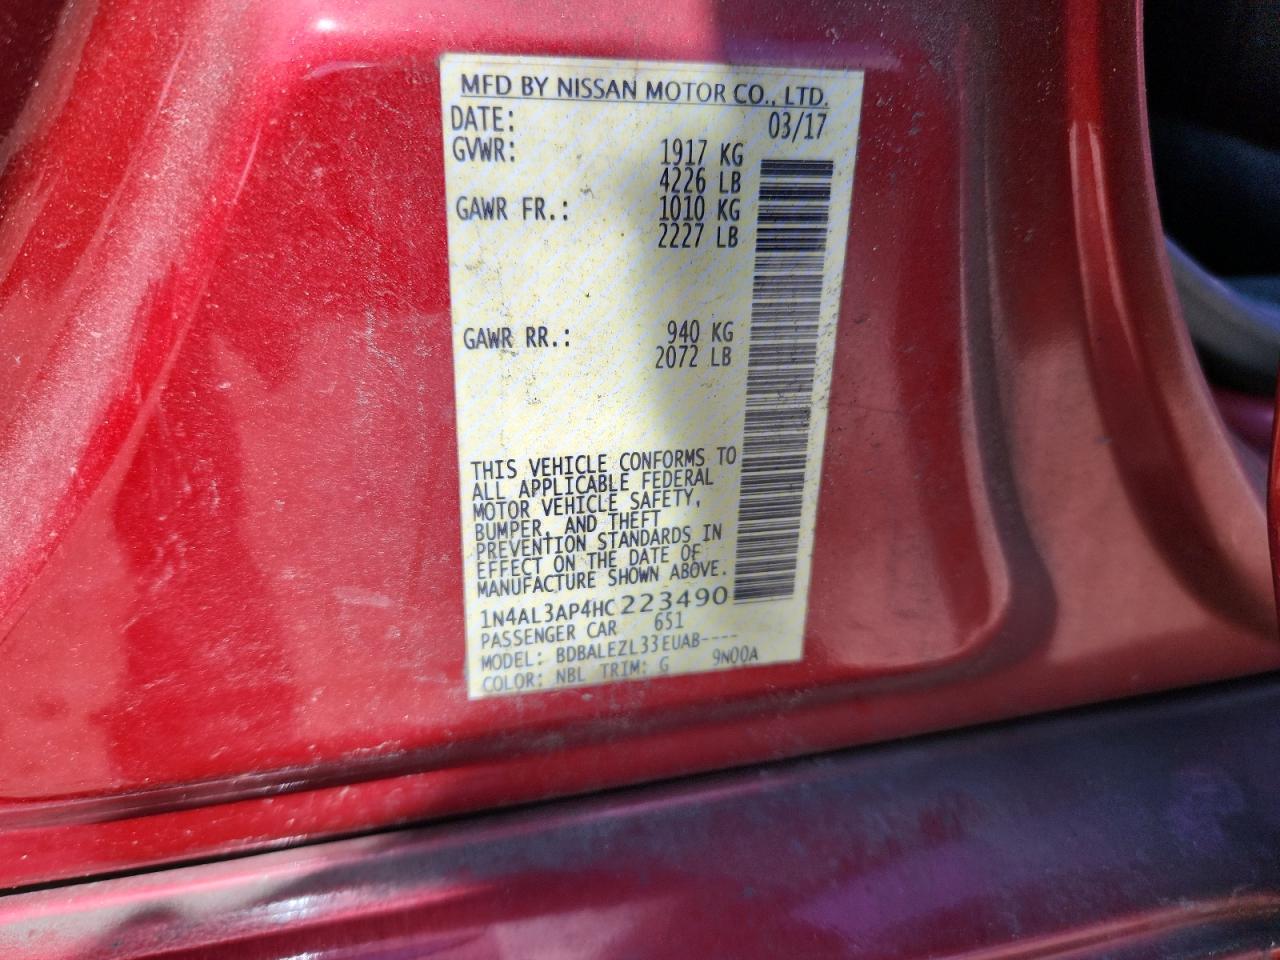 MFD BY NISSAN MOTOR CO., LTD.
DATE: 03/17
GVWR: 1917 KG
4226 LB
GAWR FR.: 1010 KG
2227 LB
GAWR RR.: 940 KG
2072 LB
THIS VEHICLE CONFORMS TO
ALL APPLICABLE FEDERAL
MOTOR VEHICLE SAFETY,
BUMPER, AND THEFT
PREVENTION STANDARDS IN
EFFECT ON THE DATE OF
MANUFACTURE SHOWN ABOVE.
1N4AL3AP4HC223490
PASSENGER CAR 651
MODEL: BDBALEZL33EUAB----
COLOR: NBL TRIM: G 9N00A